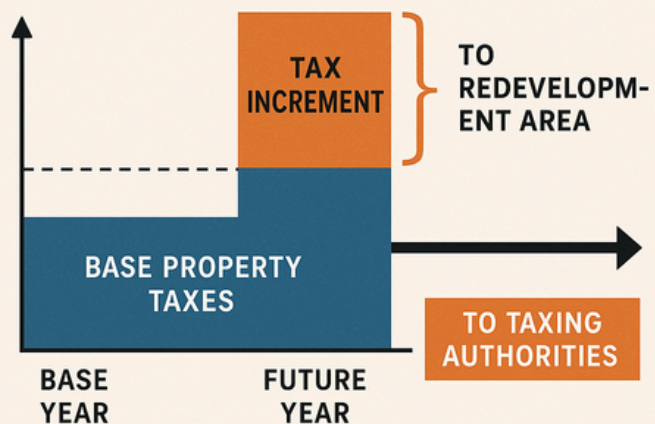 TAX
INCREMENT
TO
REDEVELOPM-
ENT AREA
BASE PROPERTY
TAXES
TO TAXING
AUTHORITIES
BASE
YEAR
FUTURE
YEAR